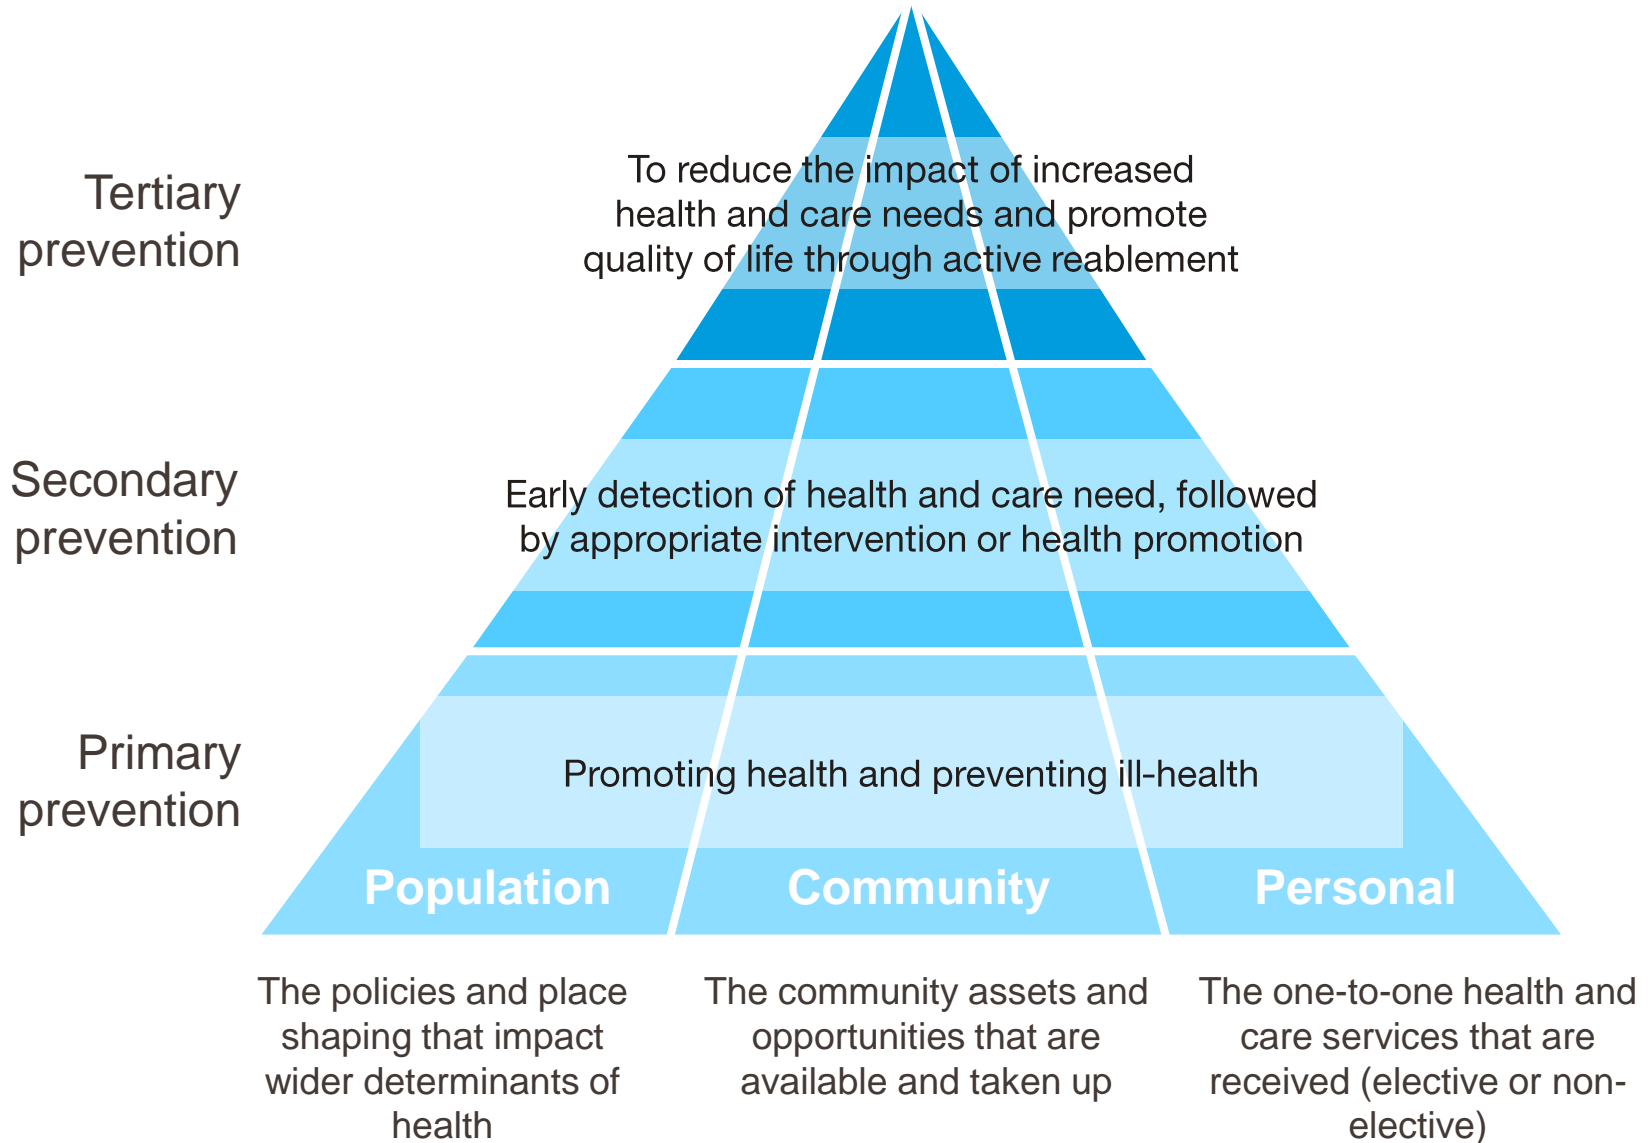 Tertiary
prevention
To reduce the impact of increased
health and care needs and promote
quality of life through active reablement
Secondary
prevention
Early detection of health and care need, followed
by appropriate intervention or health promotion
Primary
prevention
Promoting health and preventing ill-health
Population
Community
Personal
The policies and place
shaping that impact
wider determinants of
health
The community assets and
opportunities that are
available and taken up
The one-to-one health and
care services that are
received (elective or non-
elective)